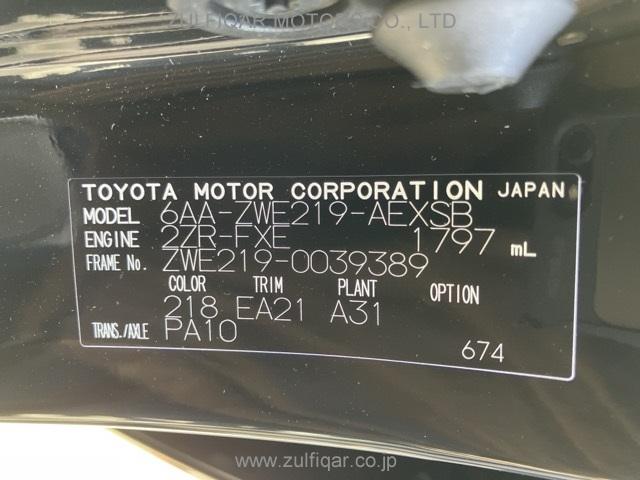 ZULFIQAR MOTORS CO., LTD.
TOYOTA MOTOR CORPORATION JAPAN
MODEL 6AA-ZWE219-AEXSB
ENGINE 2ZR-FXE 1797 mL
FRAME No. ZWE219-0039389
COLOR TRIM PLANT OPTION
218 EA21 A31
TRANS./AXLE PA10
674
www.zulfiqar.co.jp